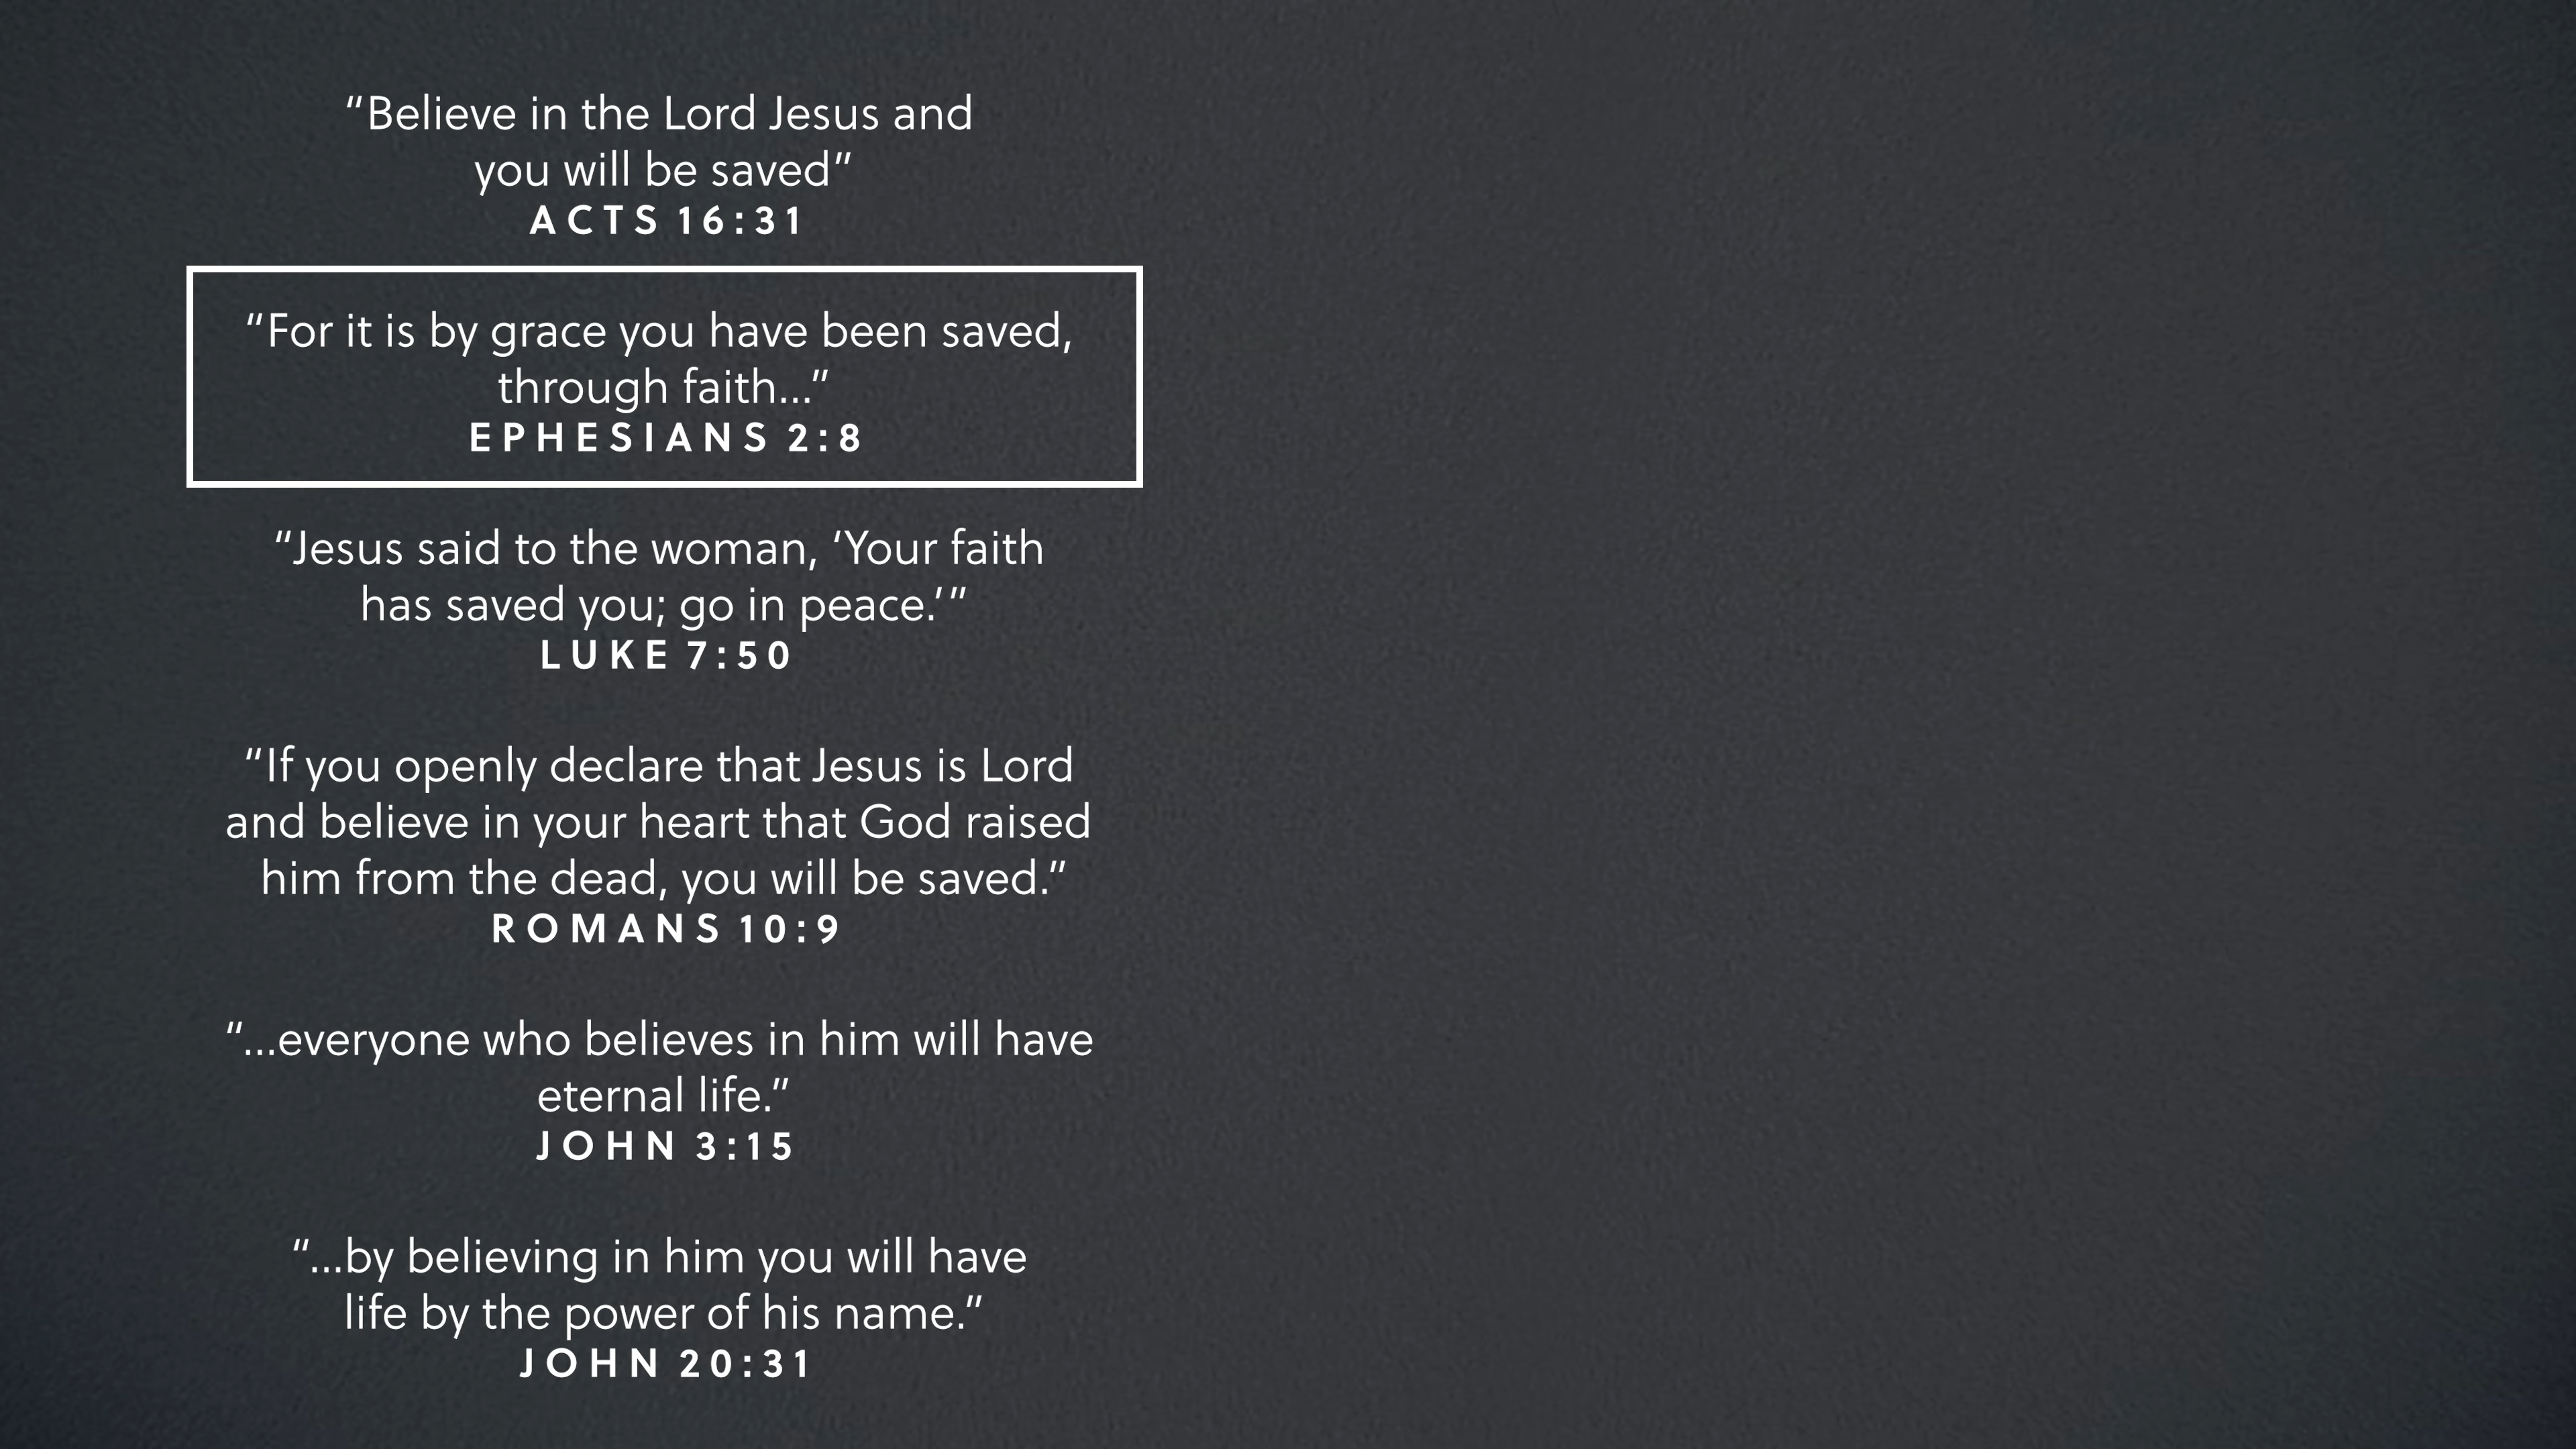 “Believe in the Lord Jesus and
you will be saved”
ACTS 16:31
“For it is by grace you have been saved,
through faith...”
EPHESIANS 2:8
“Jesus said to the woman, ‘Your faith
has saved you; go in peace.’”
LUKE 7:50
“If you openly declare that Jesus is Lord
and believe in your heart that God raised
him from the dead, you will be saved.”
ROMANS 10:9
“...everyone who believes in him will have
eternal life.”
JOHN 3:15
“...by believing in him you will have
life by the power of his name.”
JOHN 20:31